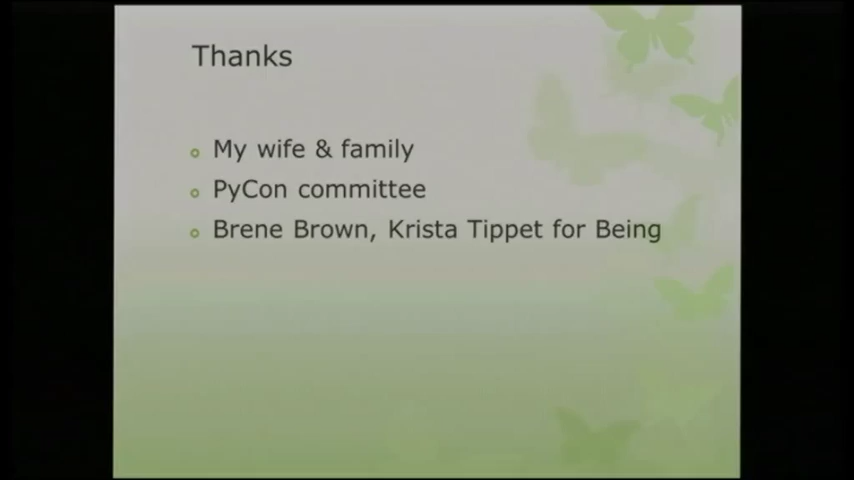 Thanks
My wife & family
PyCon committee
Brene Brown, Krista Tippet for Being